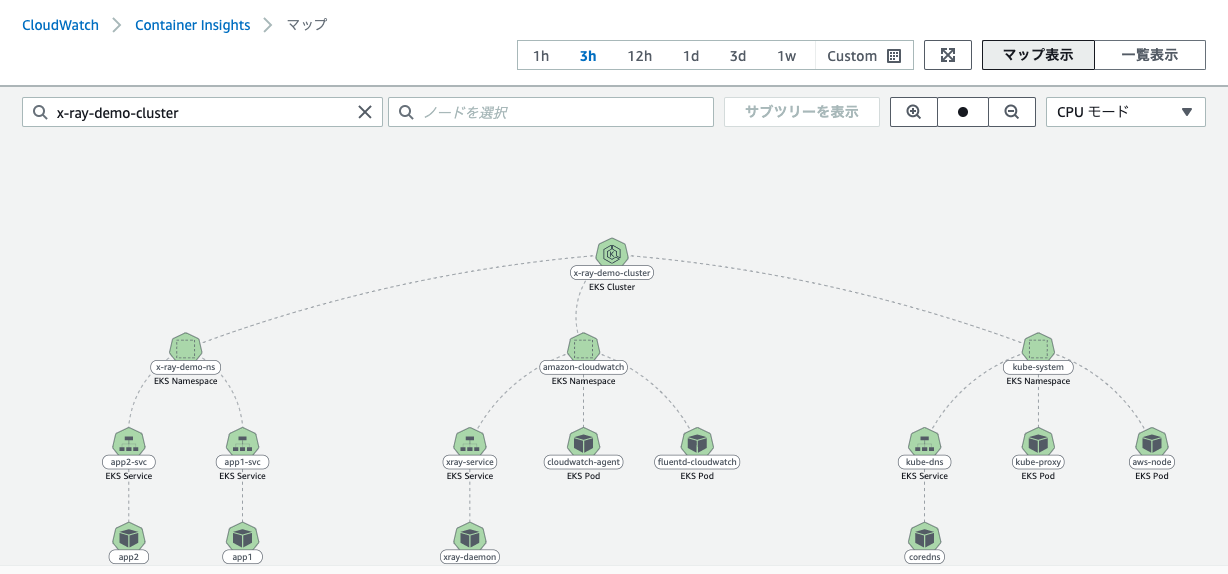 CloudWatch > Container Insights > マップ
1h 3h 12h 1d 3d 1w Custom マップ表示 一覧表示
x-ray-demo-cluster ノードを選択 サブツリーを表示 CPU モード
x-ray-demo-cluster
EKS Cluster
x-ray-demo-ns amazon-cloudwatch kube-system
EKS Namespace EKS Namespace EKS Namespace
app2-svc app1-svc xray-service cloudwatch-agent fluentd-cloudwatch kube-dns kube-proxy aws-node
EKS Service EKS Service EKS Service EKS Pod EKS Pod EKS Service EKS Pod EKS Pod
app2 app1 xray-daemon coredns